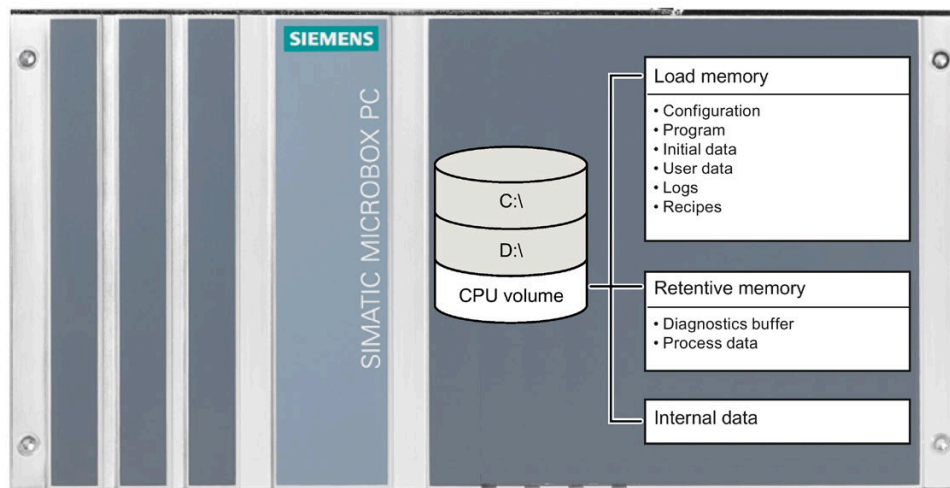 SIEMENS
SIMATIC MICROBOX PC
C:\
D:\
CPU volume
Load memory
• Configuration
• Program
• Initial data
• User data
• Logs
• Recipes
Retentive memory
• Diagnostics buffer
• Process data
Internal data